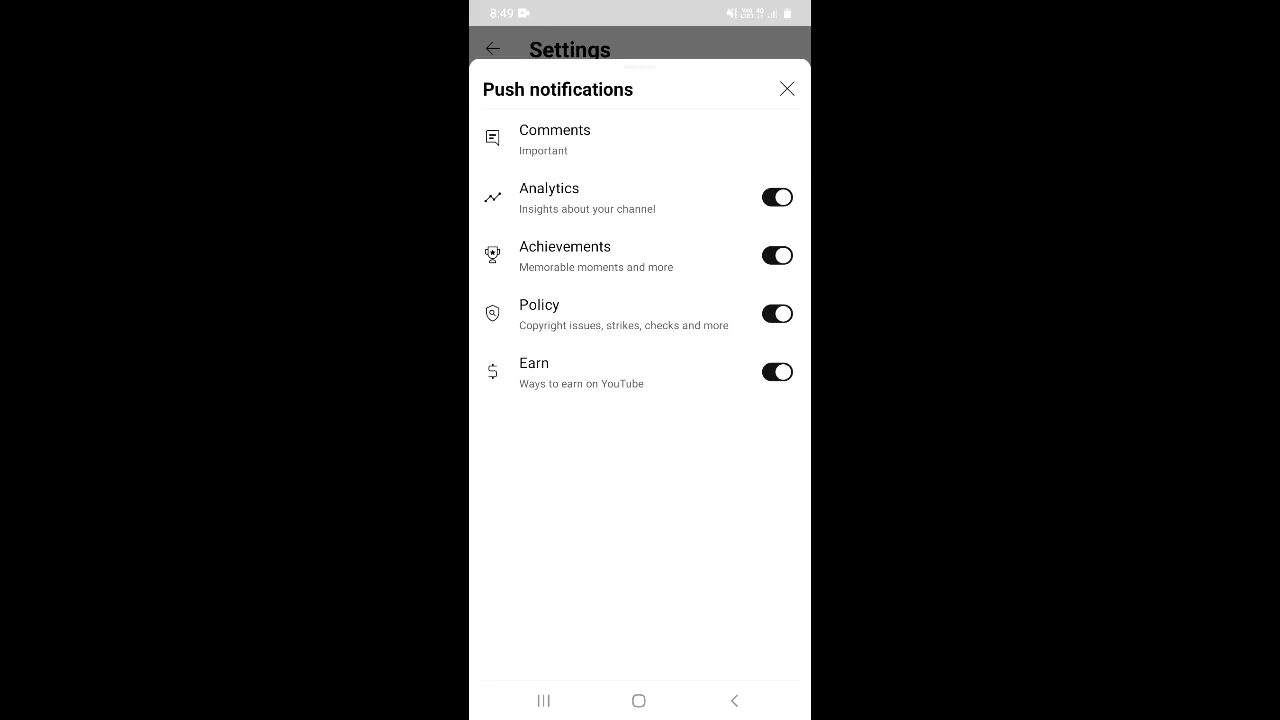 8:49
Settings
Push notifications
Comments
Important
Analytics
Insights about your channel
Achievements
Memorable moments and more
Policy
Copyright issues, strikes, checks and more
Earn
Ways to earn on YouTube